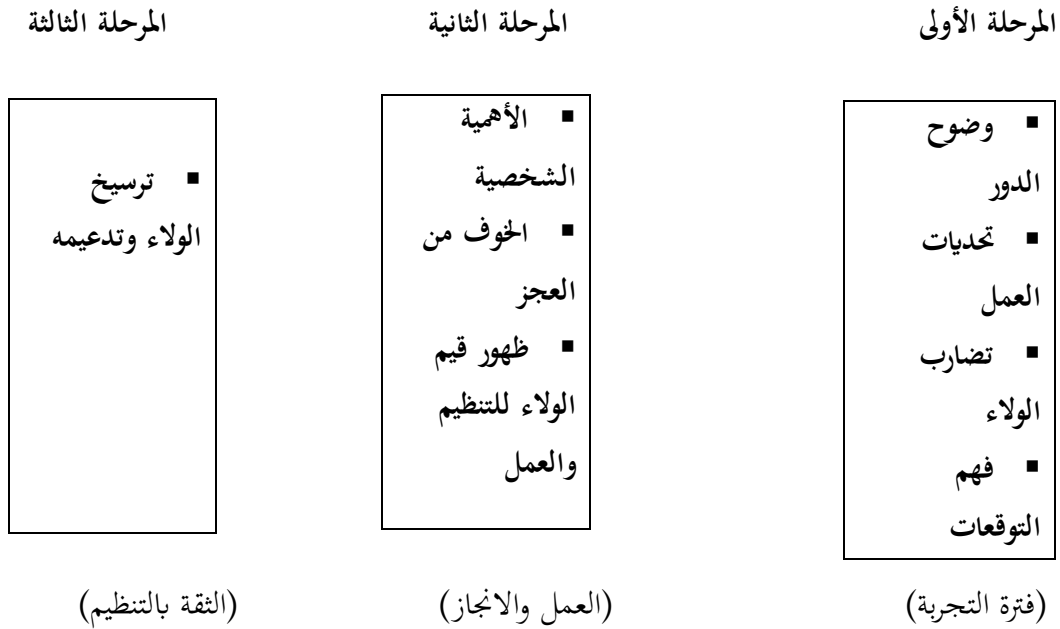 المرحلة الأولى
المرحلة الثانية
المرحلة الثالثة
▪ وضوح
الدور
▪ تحديات
العمل
▪ تضارب
الولاء
▪ فهم
التوقعات
▪ الأهمية
الشخصية
▪ الخوف من
العجز
▪ ظهور قيم
الولاء للتنظيم
والعمل
▪ ترسيخ
الولاء وتدعيمه
(فترة التجربة)
(العمل والانجاز)
(الثقة بالتنظيم)